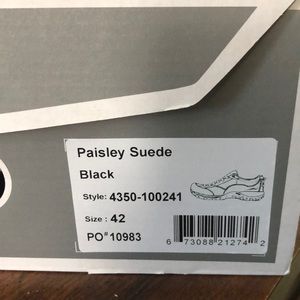 Paisley Suede
Black
Style: 4350-100241
Size : 42
PO# 10983
6 73088 21274 2